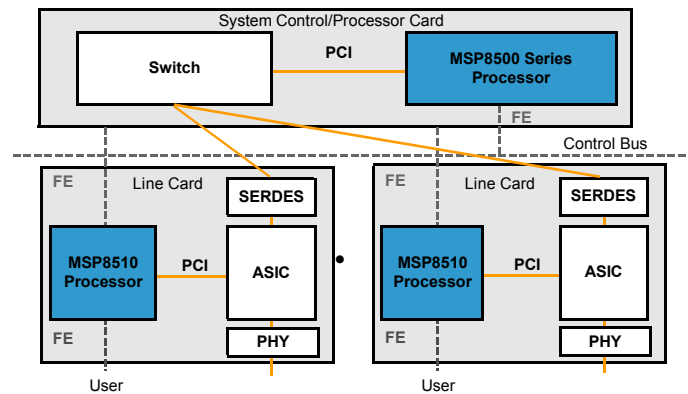 System Control/Processor Card
Switch
PCI
MSP8500 Series
Processor
FE
Control Bus
FE
Line Card
SERDES
MSP8510
Processor
PCI
ASIC
FE
PHY
User
FE
Line Card
SERDES
MSP8510
Processor
PCI
ASIC
FE
PHY
User